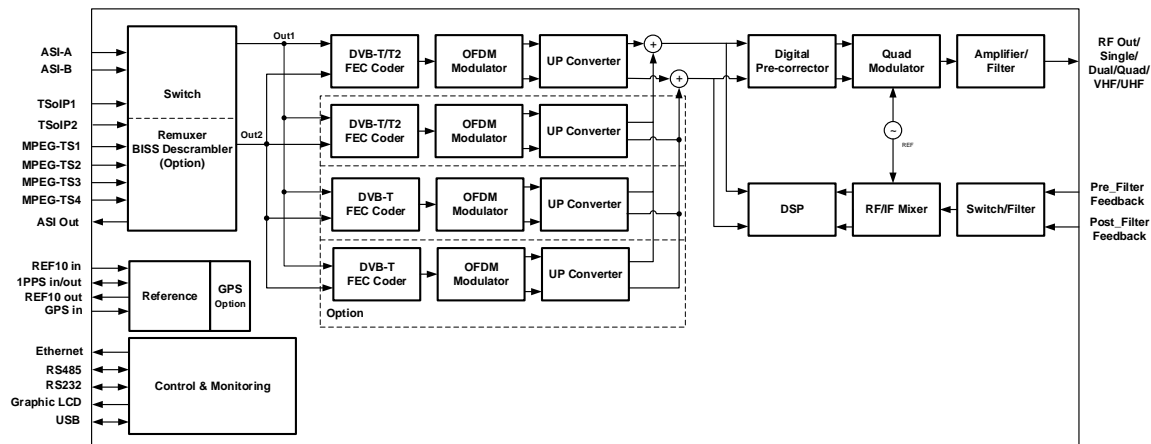 ASI-A
ASI-B
TSoIP1
TSoIP2
MPEG-TS1
MPEG-TS2
MPEG-TS3
MPEG-TS4
ASI Out
Switch
Remuxer
BISS Descrambler
(Option)
Out1
Out2
DVB-T/T2
FEC Coder
OFDM
Modulator
UP Converter
+
+
DVB-T/T2
FEC Coder
OFDM
Modulator
UP Converter
DVB-T
FEC Coder
OFDM
Modulator
UP Converter
DVB-T
FEC Coder
OFDM
Modulator
UP Converter
Option
Digital
Pre-corrector
Quad
Modulator
Amplifier/
Filter
RF Out/
Single/
Dual/Quad/
VHF/UHF
~
REF
DSP
RF/IF Mixer
Switch/Filter
Pre_Filter
Feedback
Post_Filter
Feedback
REF10 in
1PPS in/out
REF10 out
GPS in
Reference
GPS
Option
Ethernet
RS485
RS232
Graphic LCD
USB
Control & Monitoring